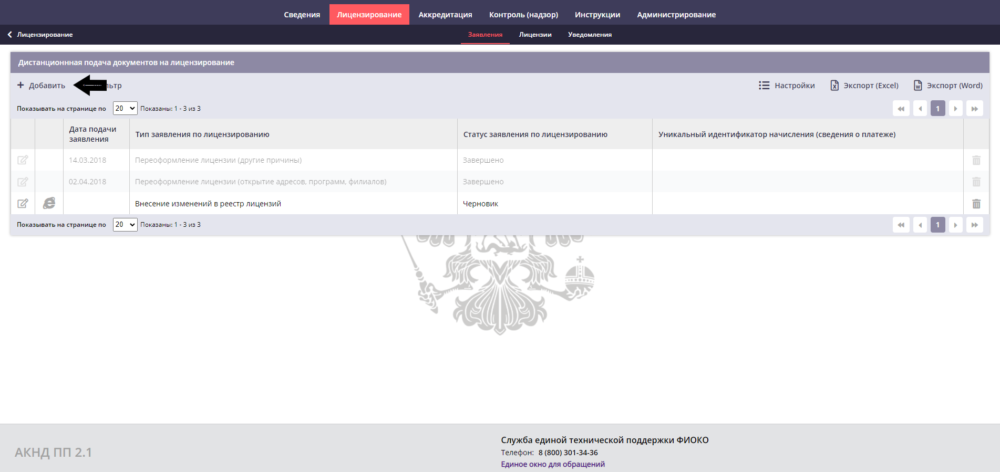 Сведения Лицензирование Аккредитация Контроль (надзор) Инструкции Администрирование
Лицензирование Заявления Лицензии Уведомления
Дистанционнная подача документов на лицензирование
Добавить Настройки Экспорт (Excel) Экспорт (Word)
Показывать на странице по 20 Показаны: 1 - 3 из 3 1
Дата подачи заявления Тип заявления по лицензированию Статус заявления по лицензированию Уникальный идентификатор начисления (сведения о платеже)
14.03.2018 Переоформление лицензии (другие причины) Завершено
02.04.2018 Переоформление лицензии (открытие адресов, программ, филиалов) Завершено
Внесение изменений в реестр лицензий Черновик
Показывать на странице по 20 Показаны: 1 - 3 из 3 1
Служба единой технической поддержки ФИОКО
АКНД ПП 2.1 Телефон: 8 (800) 301-34-36
Единое окно для обращений